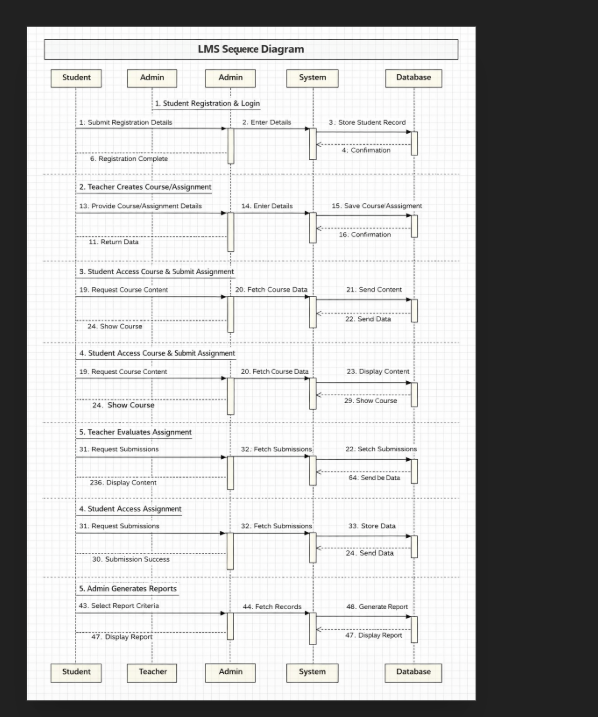 LMS Sequence Diagram
Student Admin Admin System Database
1. Student Registration & Login
1. Submit Registration Details 2. Enter Details 3. Store Student Record
4. Confirmation
6. Registration Complete
2. Teacher Creates Course/Assignment
13. Provide Course/Assignment Details 14. Enter Details 15. Save Course/Asssigment
16. Confirmation
11. Return Data
3. Student Access Course & Submit Assignment
19. Request Course Content 20. Fetch Course Data 21. Send Content
22. Send Data
24. Show Course
4. Student Access Course & Submit Assignment
19. Request Course Content 20. Fetch Course Data 23. Display Content
29. Show Course
24. Show Course
5. Teacher Evaluates Assignment
31. Request Submissions 32. Fetch Submissions 22. Setch Submissions
64. Send be Data
236. Display Content
4. Student Access Assignment
31. Request Submissions 32. Fetch Submissions 33. Store Data
24. Send Data
30. Submission Success
5. Admin Generates Reports
43. Select Report Criteria 44. Fetch Records 48. Generate Report
47. Display Report
47. Display Report
Student Teacher Admin System Database